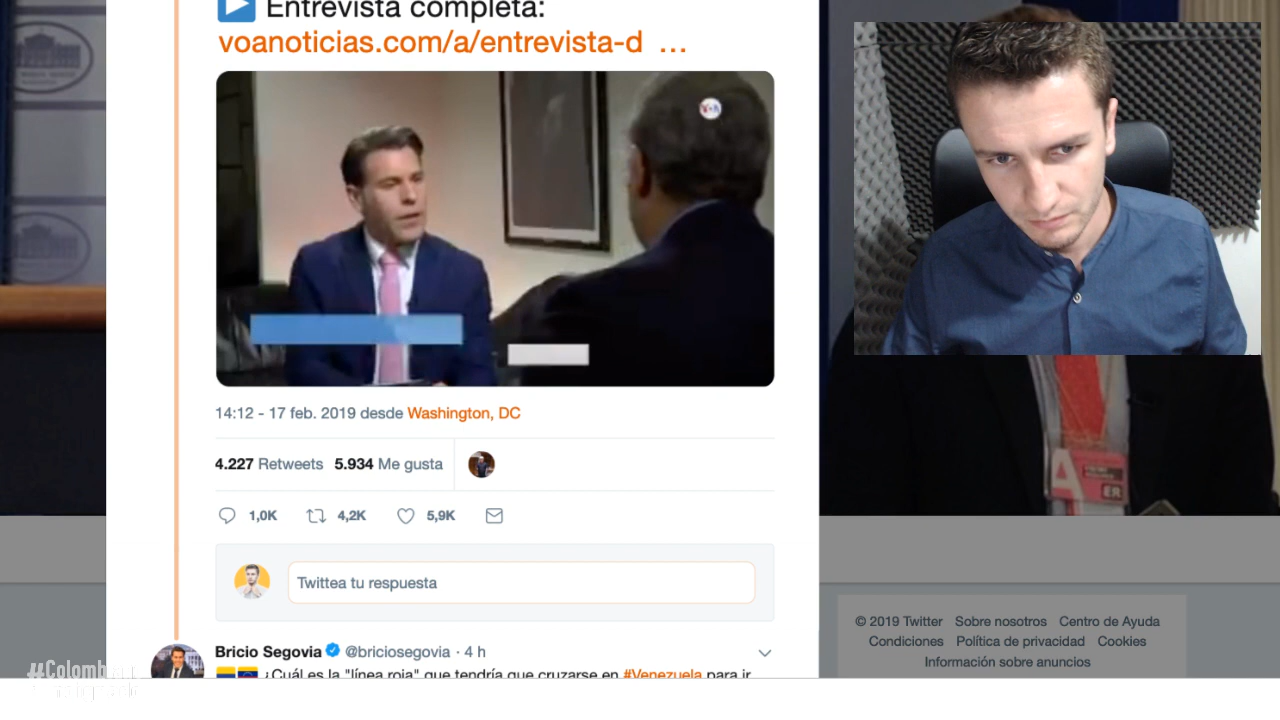 Entrevista completa:
voanoticias.com/a/entrevista-d …
VOA
14:12 - 17 feb. 2019 desde Washington, DC
4.227 Retweets 5.934 Me gusta
1,0K 4,2K 5,9K
Twittea tu respuesta
Bricio Segovia @briciosegovia · 4 h
¿Cuál es la "línea roja" que tendría que cruzarse en #Venezuela para ir
© 2019 Twitter Sobre nosotros Centro de Ayuda
Condiciones Política de privacidad Cookies
Información sobre anuncios
A
ER